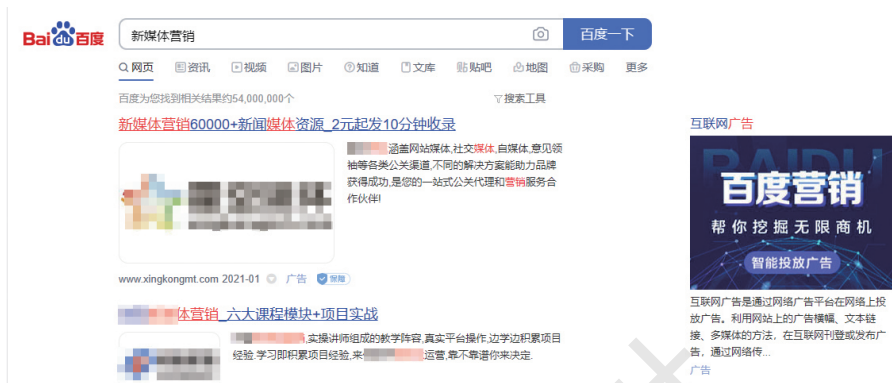 Bai du 百度
新媒体营销
百度一下
网页 资讯 视频 图片 知道 文库 贴吧 地图 采购 更多
百度为您找到相关结果约54,000,000个
搜索工具
新媒体营销60000+新闻媒体资源_2元起发10分钟收录
涵盖网站媒体,社交媒体,自媒体,意见领
袖等各类公关渠道,不同的解决方案能助力品牌
获得成功,是您的一站式公关代理和营销服务合
作伙伴!
www.xingkongmt.com 2021-01 广告 保障
体营销_六大课程模块+项目实战
,实操讲师组成的教学阵容,真实平台操作,边学边积累项目
经验.学习即积累项目经验,来 运营,靠不靠谱你来决定.
互联网广告
BAIDU
百度营销
帮你挖掘无限商机
智能投放广告
互联网广告是通过网络广告平台在网络上投
放广告。利用网站上的广告横幅、文本链
接、多媒体的方法，在互联网刊登或发布广
告，通过网络传...
广告